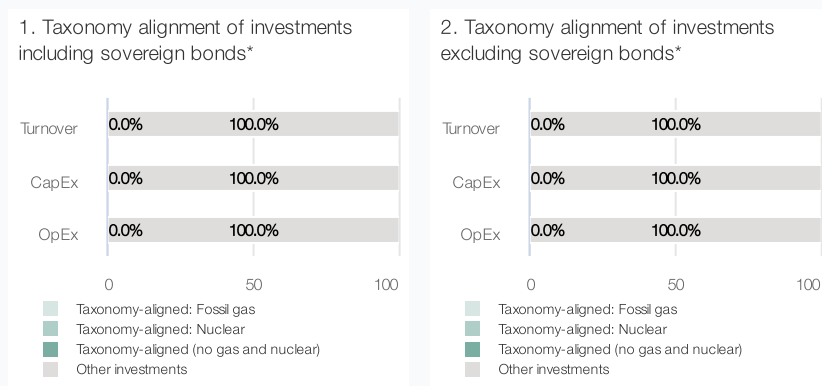 1. Taxonomy alignment of investments
including sovereign bonds*
Turnover 0.0% 100.0%
CapEx 0.0% 100.0%
OpEx 0.0% 100.0%
0 50 100
Taxonomy-aligned: Fossil gas
Taxonomy-aligned: Nuclear
Taxonomy-aligned (no gas and nuclear)
Other investments
2. Taxonomy alignment of investments
excluding sovereign bonds*
Turnover 0.0% 100.0%
CapEx 0.0% 100.0%
OpEx 0.0% 100.0%
0 50 100
Taxonomy-aligned: Fossil gas
Taxonomy-aligned: Nuclear
Taxonomy-aligned (no gas and nuclear)
Other investments